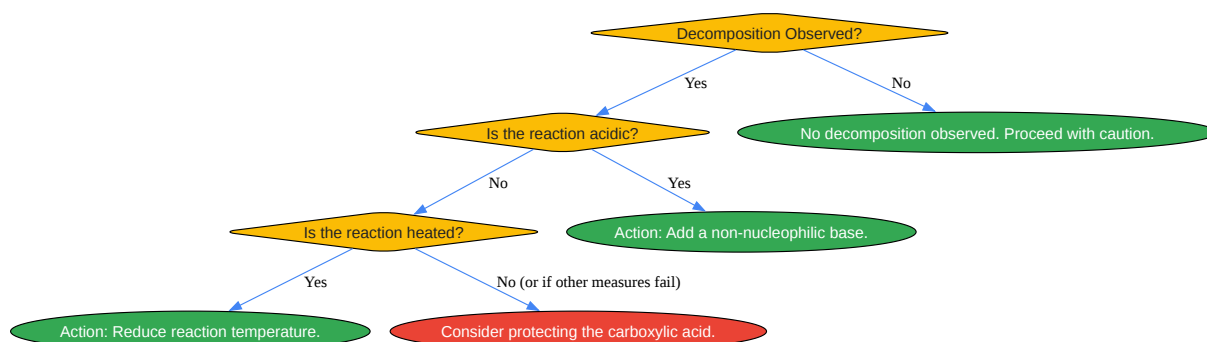 Decomposition Observed?
Yes
No
Is the reaction acidic?
No decomposition observed. Proceed with caution.
No
Yes
Is the reaction heated?
Action: Add a non-nucleophilic base.
Yes
No (or if other measures fail)
Action: Reduce reaction temperature.
Consider protecting the carboxylic acid.